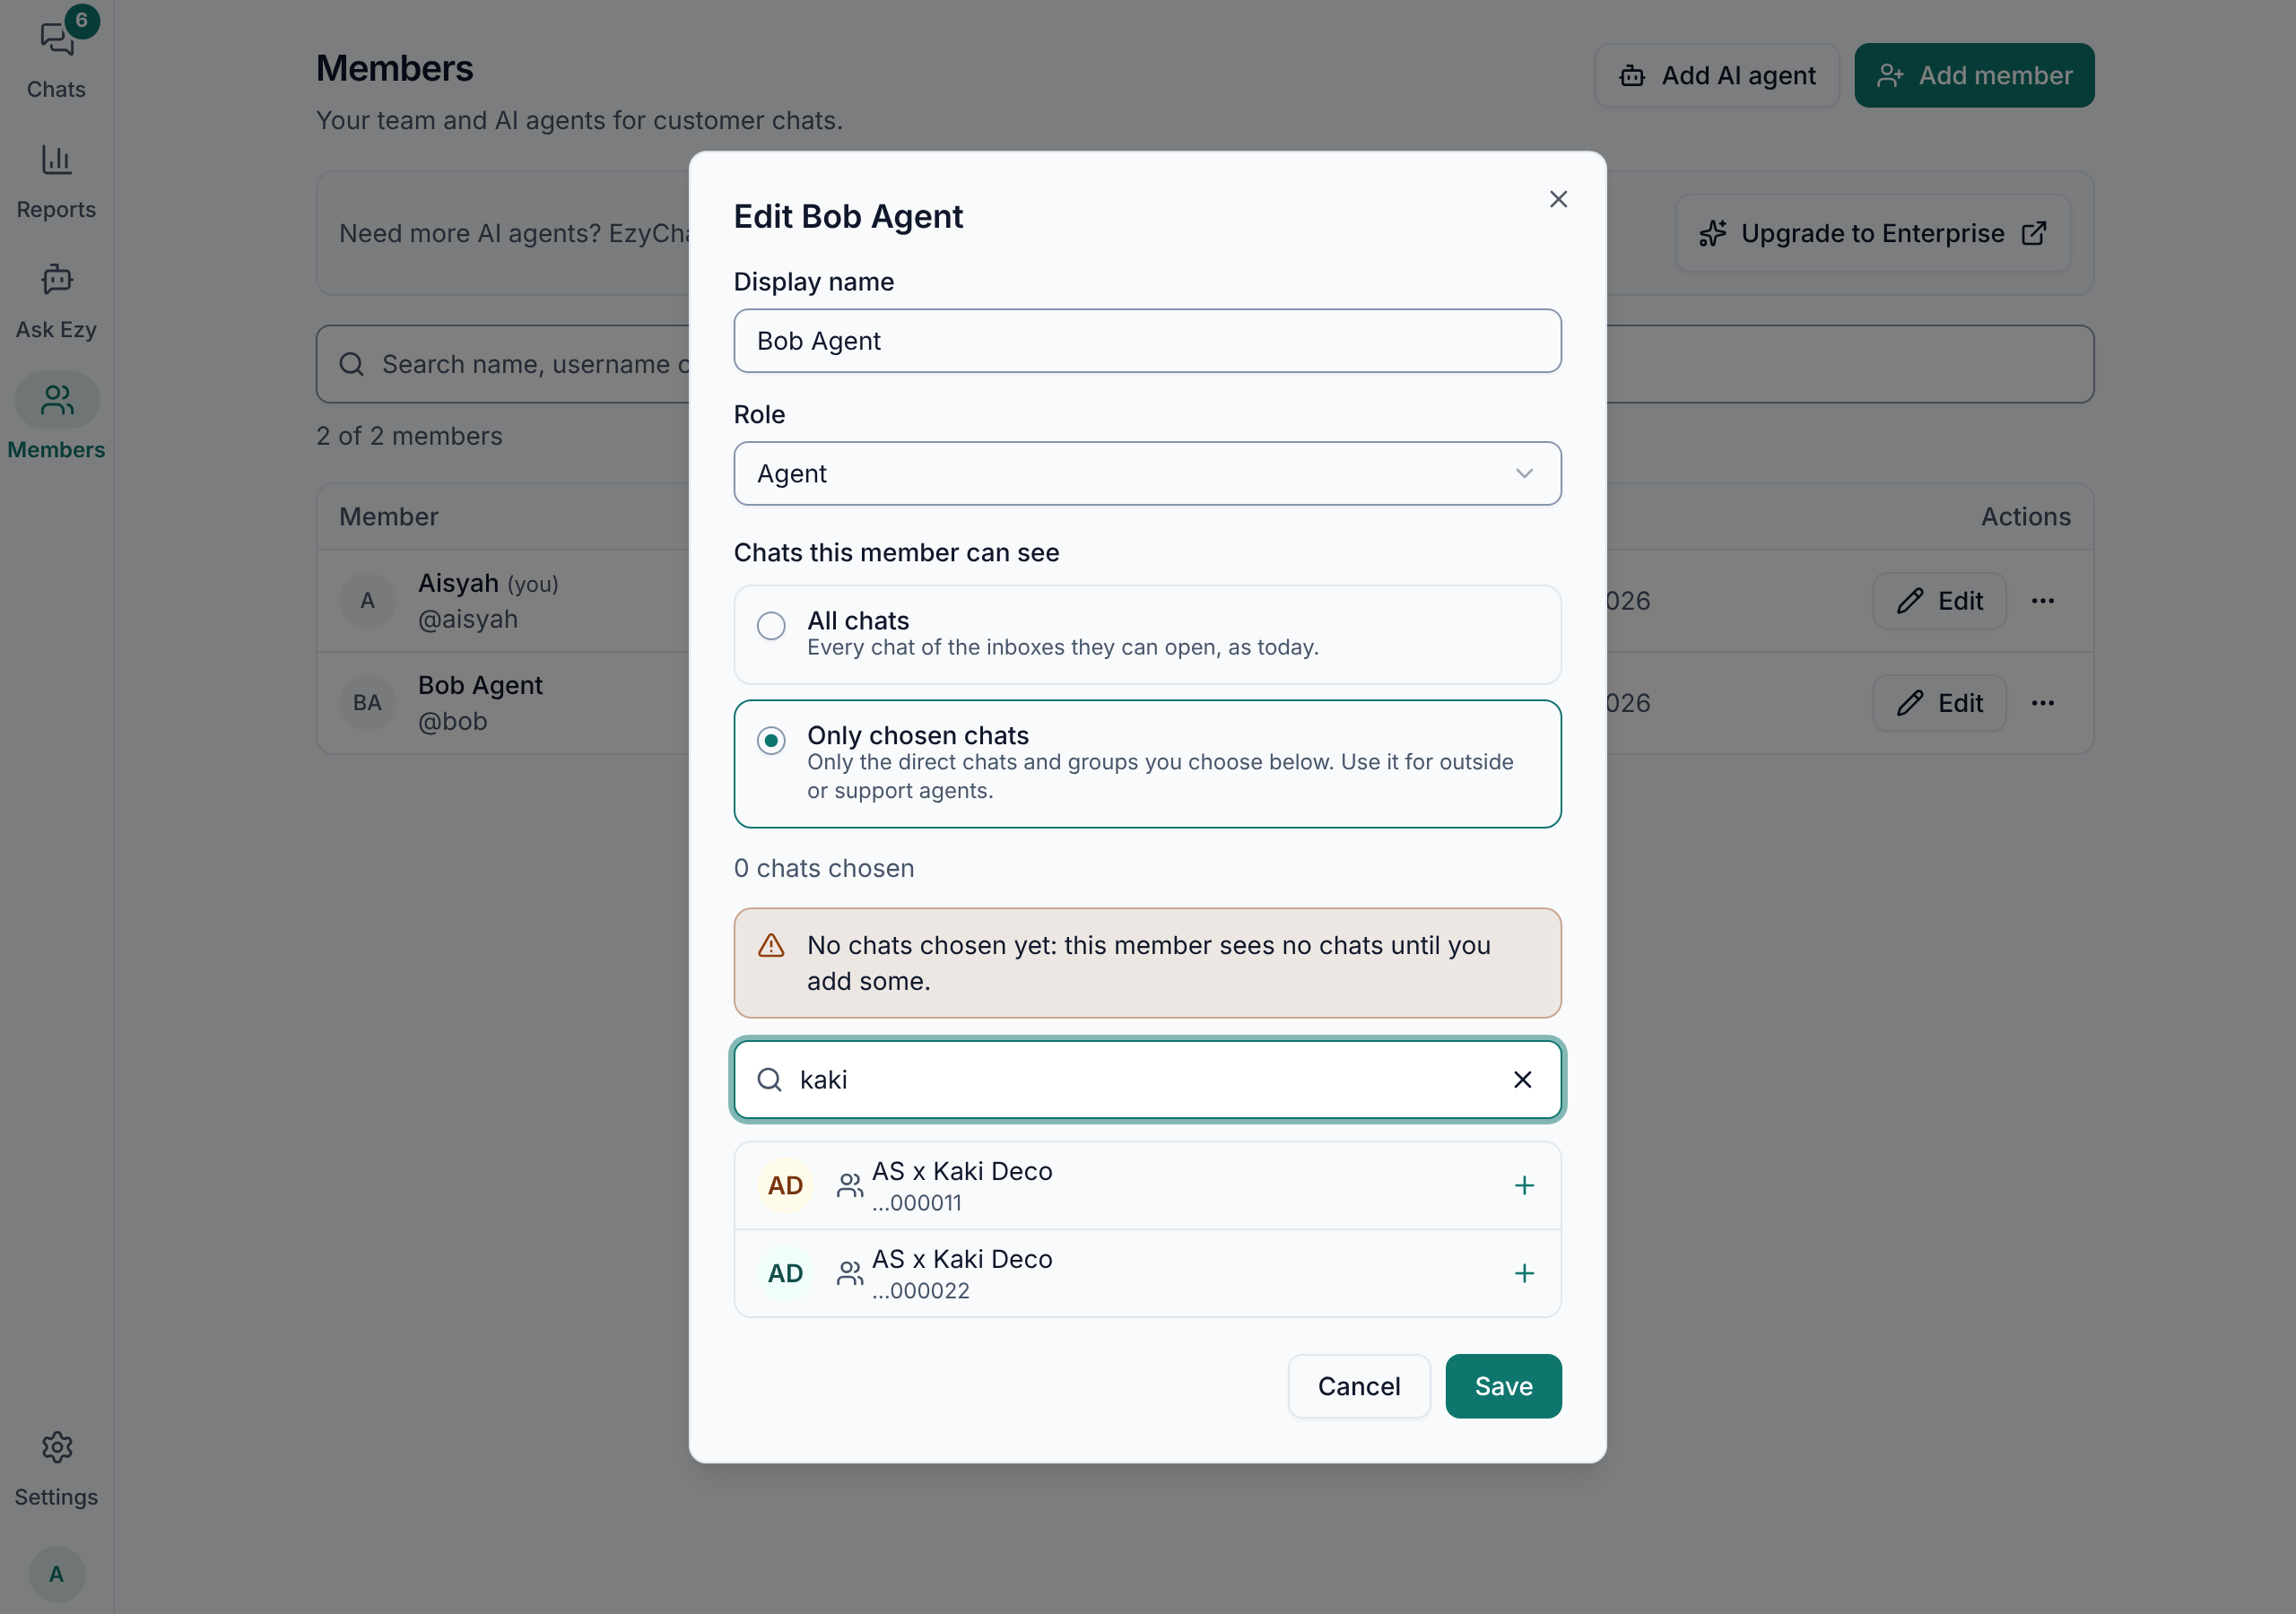 6
Chats
Reports
Ask Ezy
Members
Settings
A
Members
Your team and AI agents for customer chats.
Add AI agent
Add member
Need more AI agents? EzyCha
Upgrade to Enterprise
Search name, username o
2 of 2 members
Member
Actions
A
Aisyah (you)
@aisyah
026
Edit
BA
Bob Agent
@bob
026
Edit
Edit Bob Agent
Display name
Bob Agent
Role
Agent
Chats this member can see
All chats
Every chat of the inboxes they can open, as today.
Only chosen chats
Only the direct chats and groups you choose below. Use it for outside
or support agents.
0 chats chosen
No chats chosen yet: this member sees no chats until you
add some.
kaki
AD
AS x Kaki Deco
...000011
AD
AS x Kaki Deco
...000022
Cancel
Save